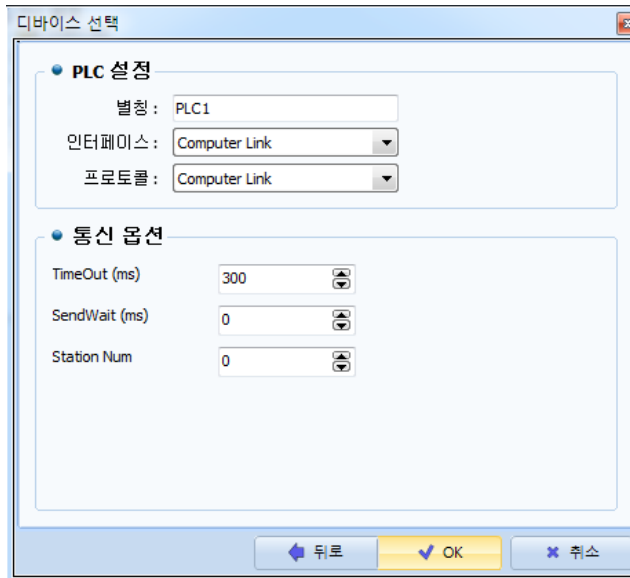 디바이스 선택
PLC 설정
별칭 : PLC1
인터페이스 : Computer Link
프로토콜 : Computer Link
통신 옵션
TimeOut (ms) 300
SendWait (ms) 0
Station Num 0
뒤로 OK 취소